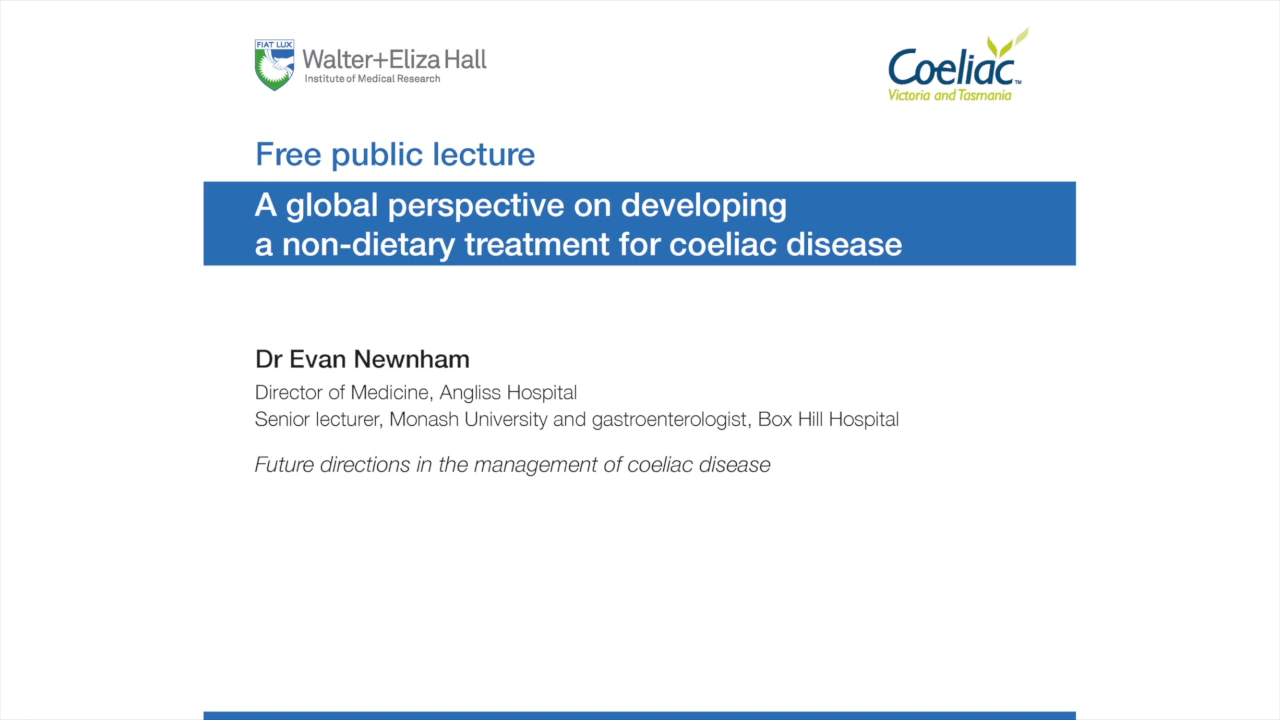 FIAT LUX
Walter+Eliza Hall
Institute of Medical Research
Coeliac™
Victoria and Tasmania
Free public lecture
A global perspective on developing
a non-dietary treatment for coeliac disease
Dr Evan Newnham
Director of Medicine, Angliss Hospital
Senior lecturer, Monash University and gastroenterologist, Box Hill Hospital
Future directions in the management of coeliac disease